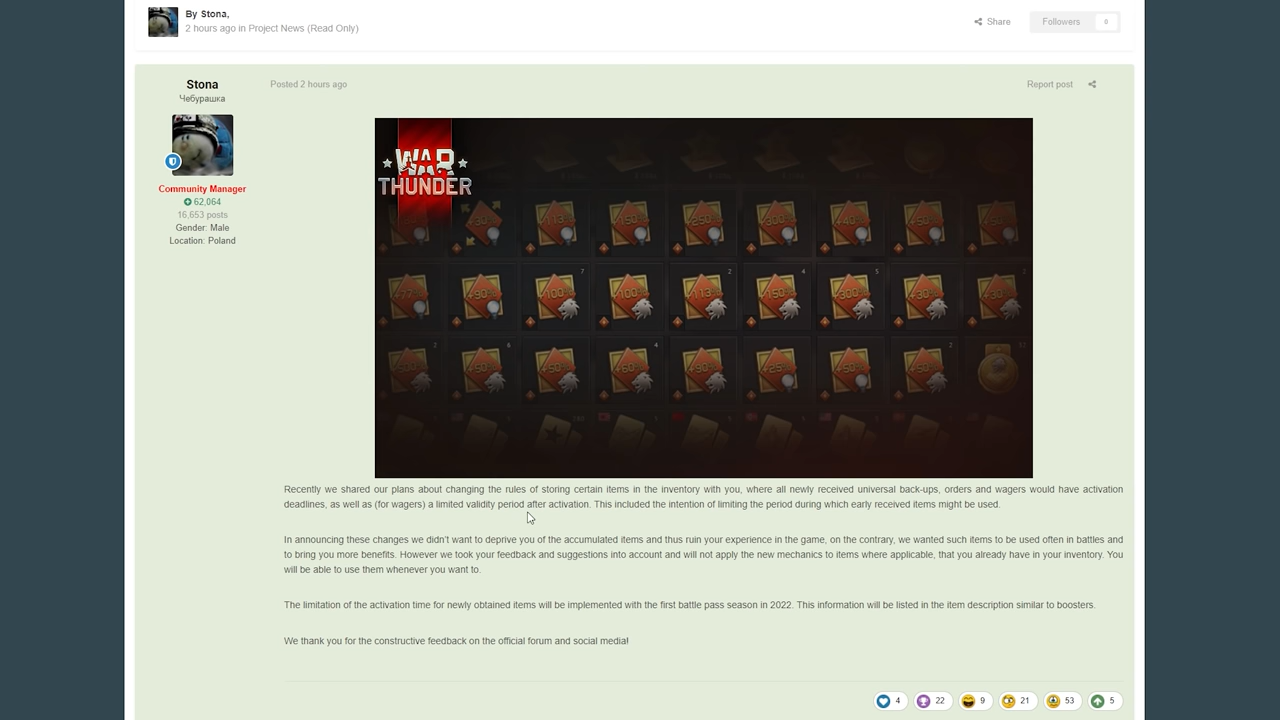 By Stona,
2 hours ago in Project News (Read Only)
Share
Followers 0
Stona
Чебурашка
Posted 2 hours ago
Report post
WAR
THUNDER
Community Manager
62,064
16,653 posts
Gender: Male
Location: Poland
Recently we shared our plans about changing the rules of storing certain items in the inventory with you, where all newly received universal back-ups, orders and wagers would have activation
deadlines, as well as (for wagers) a limited validity period after activation. This included the intention of limiting the period during which early received items might be used.
In announcing these changes we didn't want to deprive you of the accumulated items and thus ruin your experience in the game, on the contrary, we wanted such items to be used often in battles and
to bring you more benefits. However we took your feedback and suggestions into account and will not apply the new mechanics to items where applicable, that you already have in your inventory. You
will be able to use them whenever you want to.
The limitation of the activation time for newly obtained items will be implemented with the first battle pass season in 2022. This information will be listed in the item description similar to boosters.
We thank you for the constructive feedback on the official forum and social media!
4 22 9 21 53 5